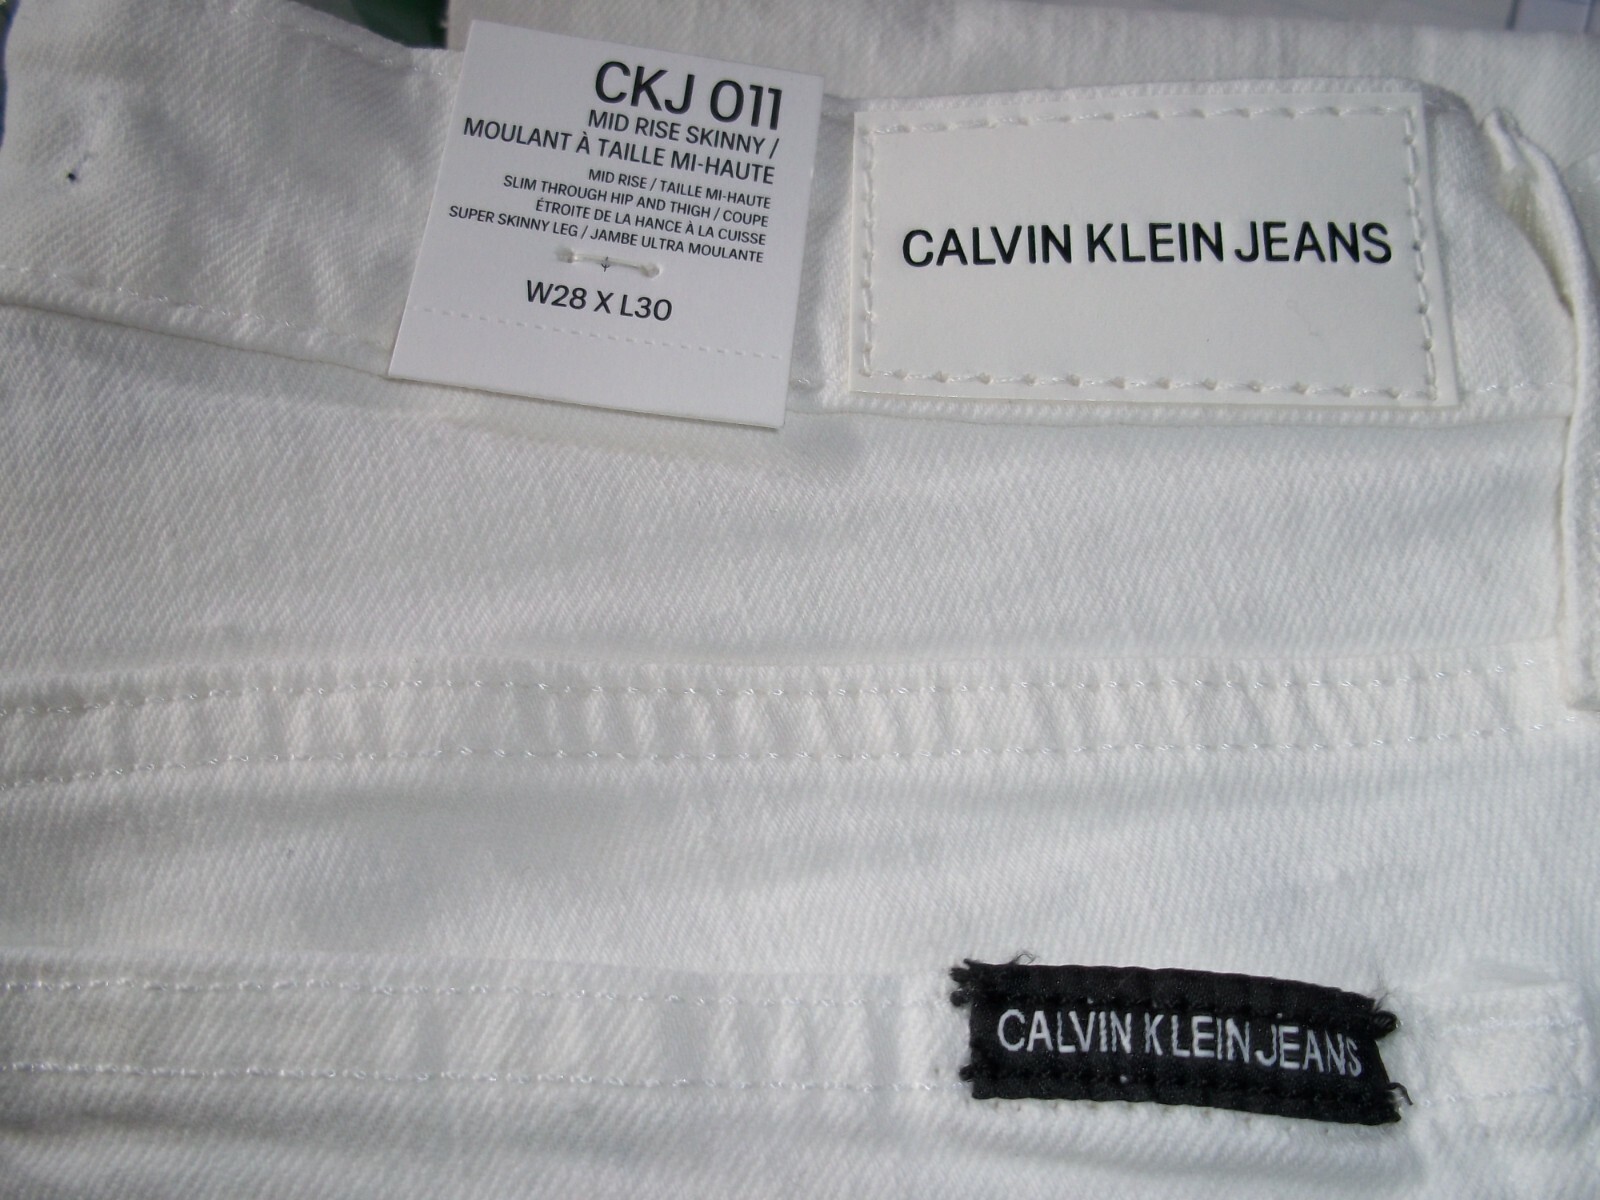 CKJ 011
MID RISE SKINNY /
MOULANT À TAILLE MI-HAUTE
MID RISE / TAILLE MI-HAUTE
SLIM THROUGH HIP AND THIGH / COUPE
ÉTROITE DE LA HANCE À LA CUISSE
SUPER SKINNY LEG / JAMBE ULTRA MOULANTE
W28 X L30
CALVIN KLEIN JEANS
CALVIN KLEIN JEANS